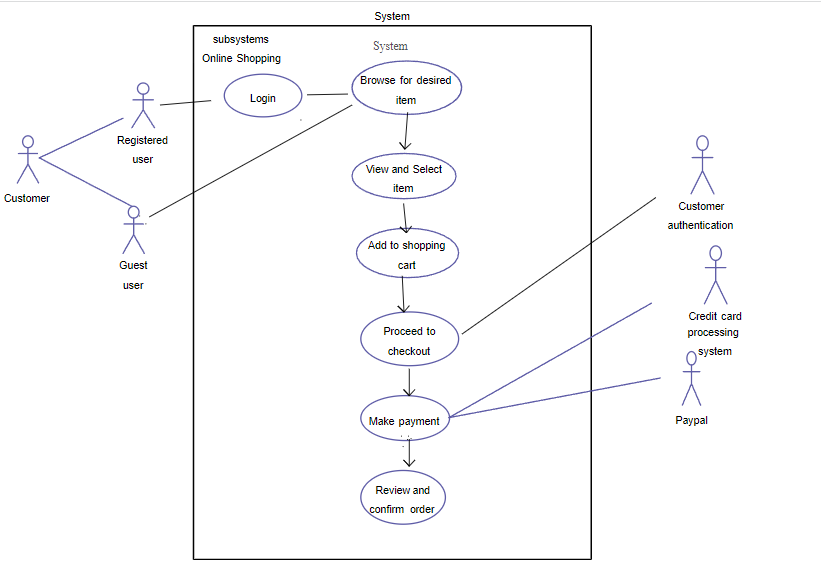 System
subsystems
System
Online Shopping
Browse for desired
item
Login
Registered
user
Customer
View and Select
item
Customer
authentication
Guest
user
Add to shopping
cart
Credit card
processing
system
Proceed to
checkout
Make payment
Paypal
Review and
confirm order